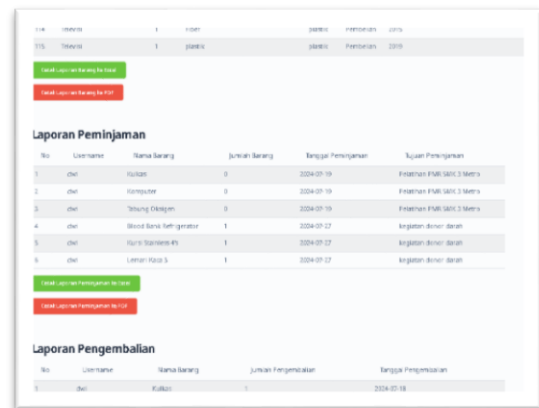 114 Televisi 1 Fiber plastik Pembelian 2015
115 Televisi 1 plastik plastik Pembelian 2015
Cetak Laporan Barang Ke Excel
Cetak Laporan Barang Ke PDF
Laporan Peminjaman
No Username Nama Barang Jumlah Barang Tanggal Peminjaman Tujuan Peminjaman
1 dwi Kulkas 0 2024-07-19 Pelatihan PMR SMK 3 Metro
2 dwi Komputer 0 2024-07-19 Pelatihan PMR SMK 3 Metro
3 dwi Tabung Oksigen 0 2024-07-19 Pelatihan PMR SMK 3 Metro
4 dwi Blood Bank Refrigerator 1 2024-07-27 kegiatan donor darah
5 dwi Kursi Stainless 1 2024-07-27 kegiatan donor darah
6 dwi Lemari Kaca 1 2024-07-27 kegiatan donor darah
Cetak Laporan Peminjaman Ke Excel
Cetak Laporan Peminjaman Ke PDF
Laporan Pengembalian
No Username Nama Barang Jumlah Pengembalian Tanggal Pengembalian
1 dwi Kulkas 1 2024-07-18